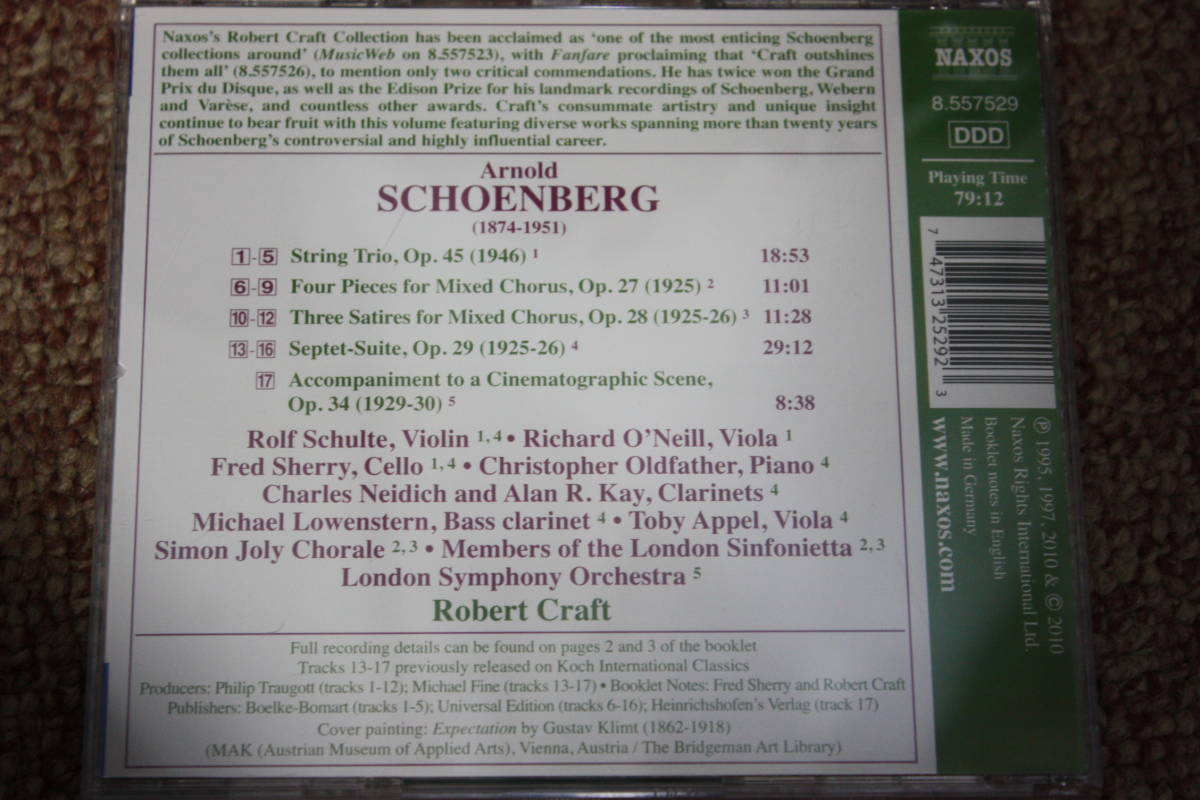 Naxos's Robert Craft Collection has been acclaimed as 'one of the most enticing Schoenberg
collections around' (MusicWeb on 8.557523), with Fanfare proclaiming that 'Craft outshines
them all' (8.557526), to mention only two critical commendations. He has twice won the Grand
Prix du Disque, as well as the Edison Prize for his landmark recordings of Schoenberg, Webern
and Varèse, and countless other awards. Craft's consummate artistry and unique insight
continue to bear fruit with this volume featuring diverse works spanning more than twenty years
of Schoenberg's controversial and highly influential career.
Arnold
SCHOENBERG
(1874-1951)
1-5 String Trio, Op. 45 (1946) 1 18:53
6-9 Four Pieces for Mixed Chorus, Op. 27 (1925) 2 11:01
10-12 Three Satires for Mixed Chorus, Op. 28 (1925-26) 3 11:28
13-16 Septet-Suite, Op. 29 (1925-26) 4 29:12
17 Accompaniment to a Cinematographic Scene,
Op. 34 (1929-30) 5 8:38
Rolf Schulte, Violin 1, 4 • Richard O'Neill, Viola 1
Fred Sherry, Cello 1, 4 • Christopher Oldfather, Piano 4
Charles Neidich and Alan R. Kay, Clarinets 4
Michael Lowenstern, Bass clarinet 4 • Toby Appel, Viola 4
Simon Joly Chorale 2, 3 • Members of the London Sinfonietta 2, 3
London Symphony Orchestra 5
Robert Craft
Full recording details can be found on pages 2 and 3 of the booklet
Tracks 13-17 previously released on Koch International Classics
Producers: Philip Traugott (tracks 1-12); Michael Fine (tracks 13-17) • Booklet Notes: Fred Sherry and Robert Craft
Publishers: Boelke-Bomart (tracks 1-5); Universal Edition (tracks 6-16); Heinrichshofen's Verlag (track 17)
Cover painting: Expectation by Gustav Klimt (1862-1918)
(MAK (Austrian Museum of Applied Arts), Vienna, Austria / The Bridgeman Art Library)
NAXOS
8.557529
DDD
Playing Time
79:12
7 47313 25292 3
℗ 1995, 1997, 2010 & © 2010
Naxos Rights International Ltd.
Booklet notes in English
Made in Germany
www.naxos.com